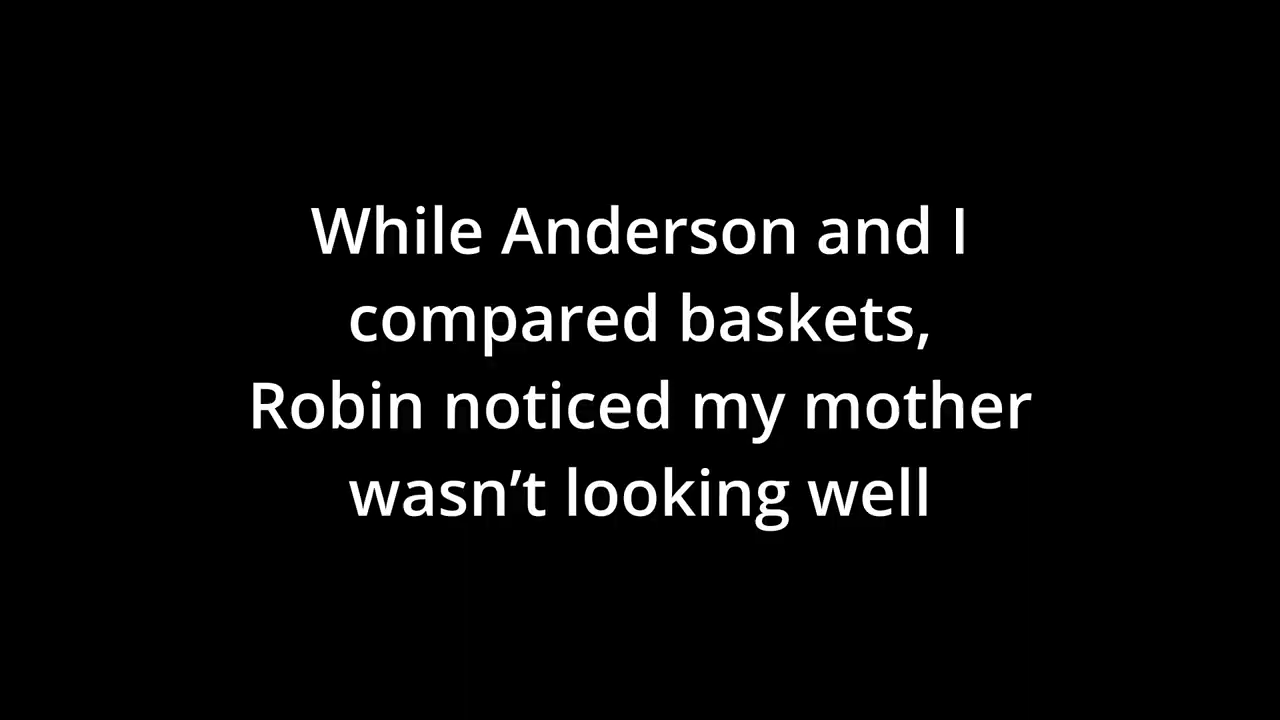 While Anderson and I
compared baskets,
Robin noticed my mother
wasn’t looking well